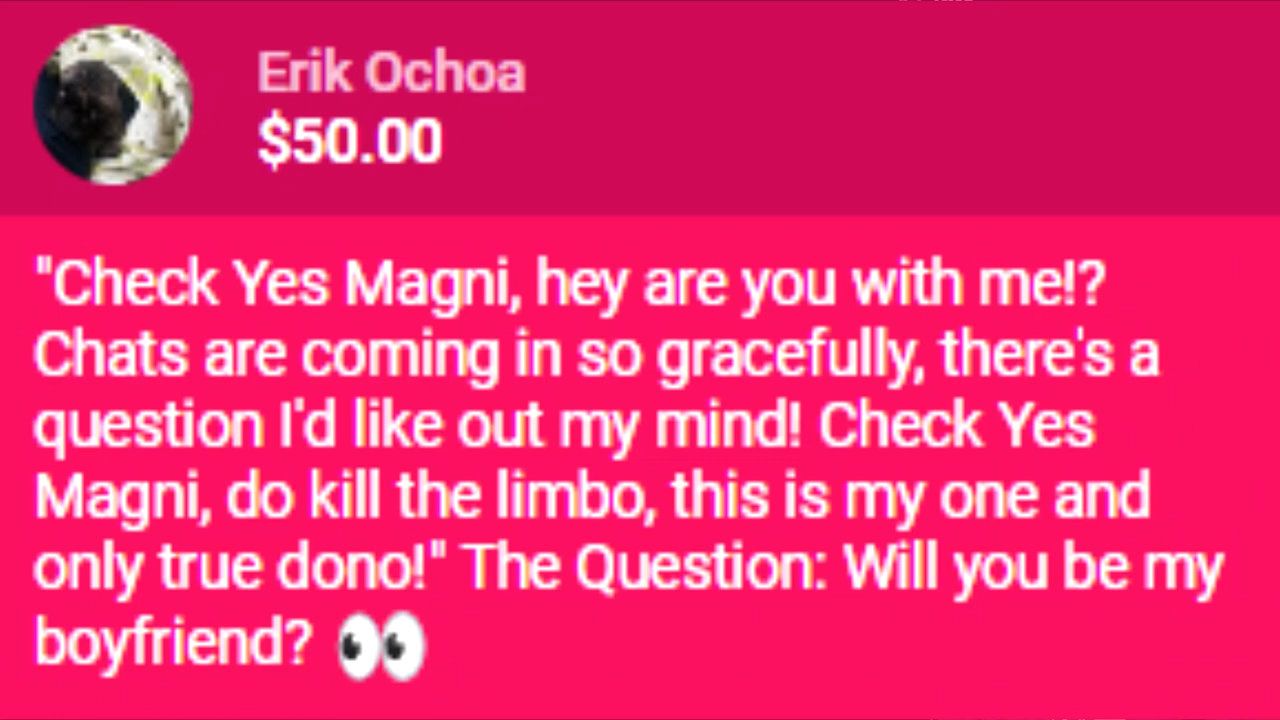 Erik Ochoa
$50.00
"Check Yes Magni, hey are you with me!?
Chats are coming in so gracefully, there's a
question I'd like out my mind! Check Yes
Magni, do kill the limbo, this is my one and
only true dono!" The Question: Will you be my
boyfriend? 👀